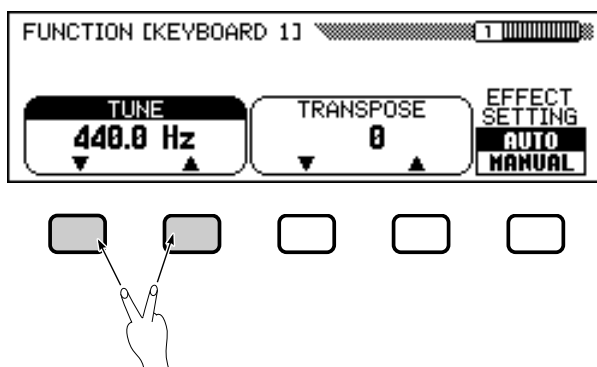 FUNCTION [KEYBOARD 1] 1
TUNE
440.0 Hz
▼ ▲
TRANSPOSE
0
▼ ▲
EFFECT
SETTING
AUTO
MANUAL